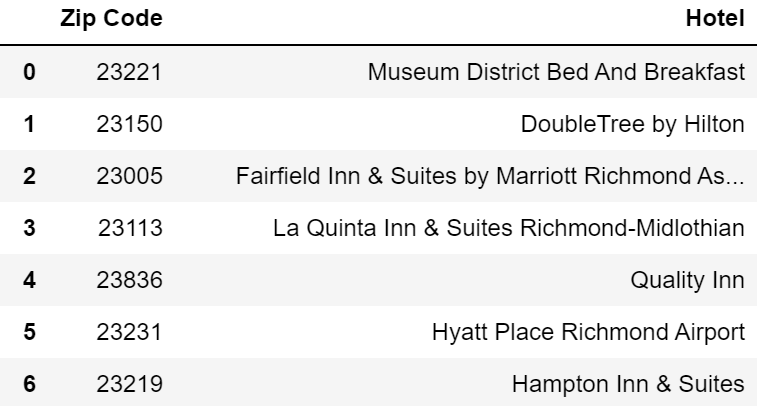 Zip Code Hotel
0 23221 Museum District Bed And Breakfast
1 23150 DoubleTree by Hilton
2 23005 Fairfield Inn & Suites by Marriott Richmond As...
3 23113 La Quinta Inn & Suites Richmond-Midlothian
4 23836 Quality Inn
5 23231 Hyatt Place Richmond Airport
6 23219 Hampton Inn & Suites